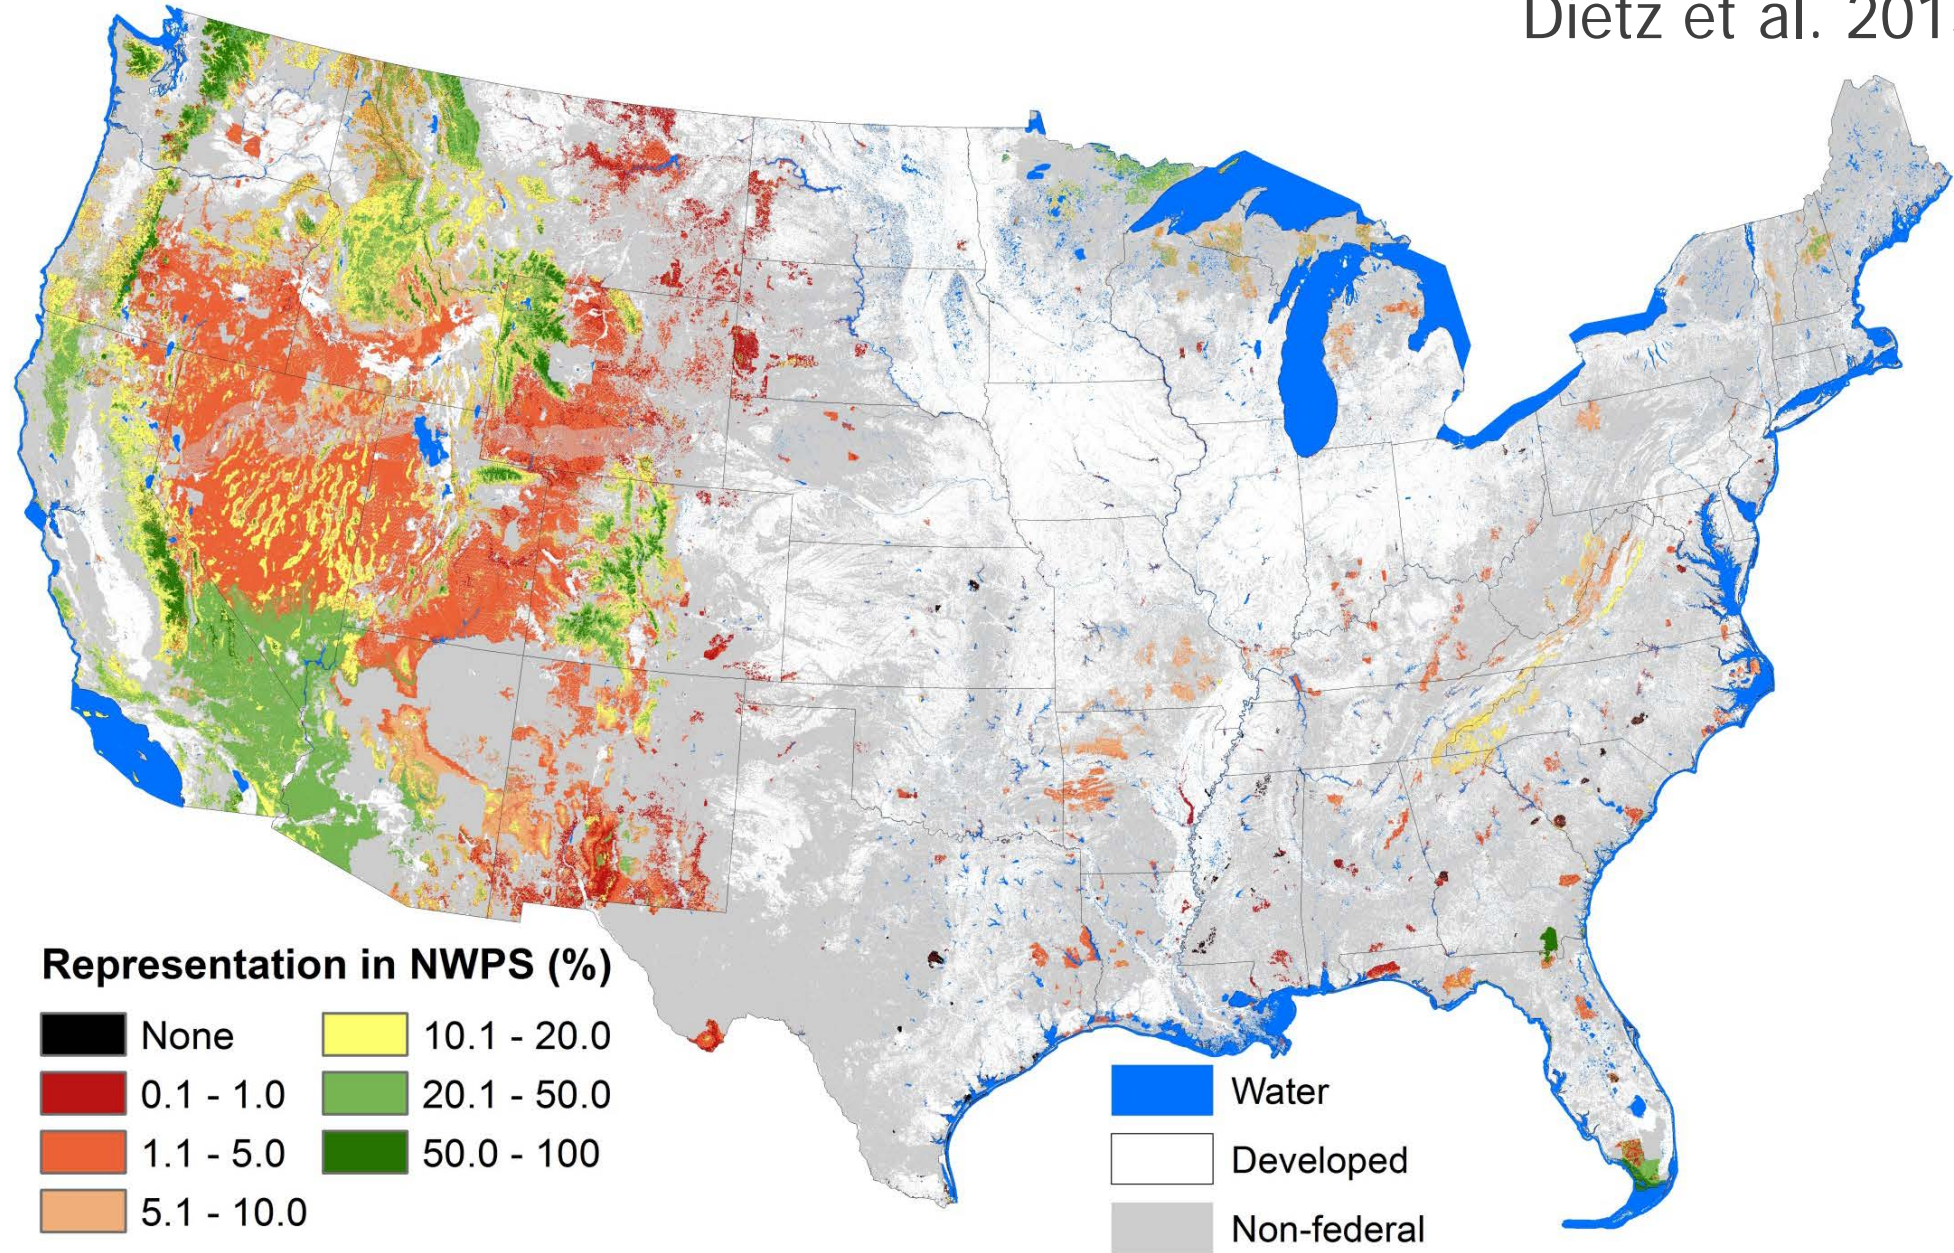 Dietz et al. 201
Representation in NWPS (%)
None
0.1 - 1.0
1.1 - 5.0
5.1 - 10.0
10.1 - 20.0
20.1 - 50.0
50.0 - 100
Water
Developed
Non-federal